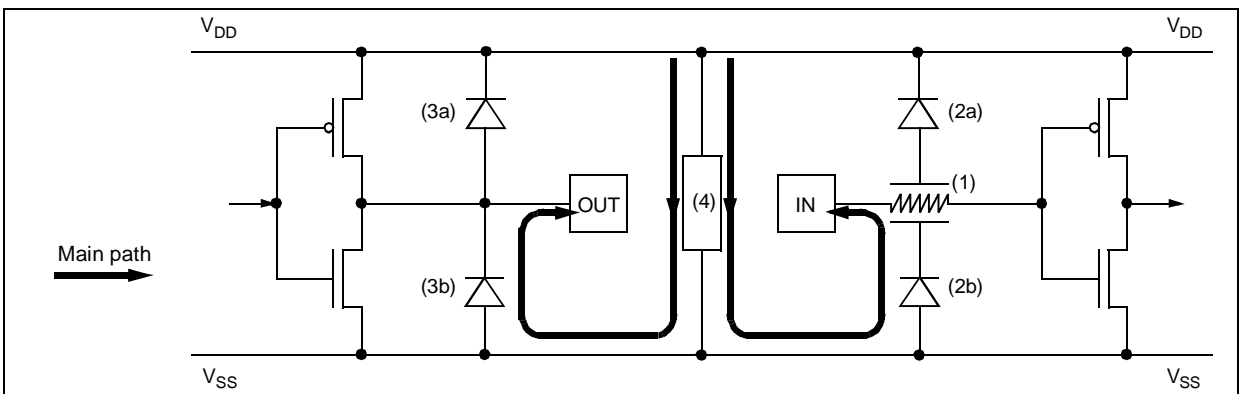 VDD
VDD
(3a)
(2a)
(1)
OUT
(4)
IN
Main path
(3b)
(2b)
VSS
VSS